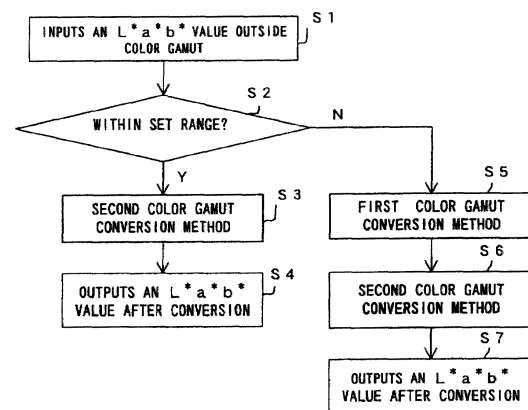 S1
INPUTS AN L*a*b* VALUE OUTSIDE
COLOR GAMUT
S2
WITHIN SET RANGE?
N
Y
S3
SECOND COLOR GAMUT
CONVERSION METHOD
S4
OUTPUTS AN L*a*b*
VALUE AFTER CONVERSION
S5
FIRST COLOR GAMUT
CONVERSION METHOD
S6
SECOND COLOR GAMUT
CONVERSION METHOD
S7
OUTPUTS AN L*a*b*
VALUE AFTER CONVERSION